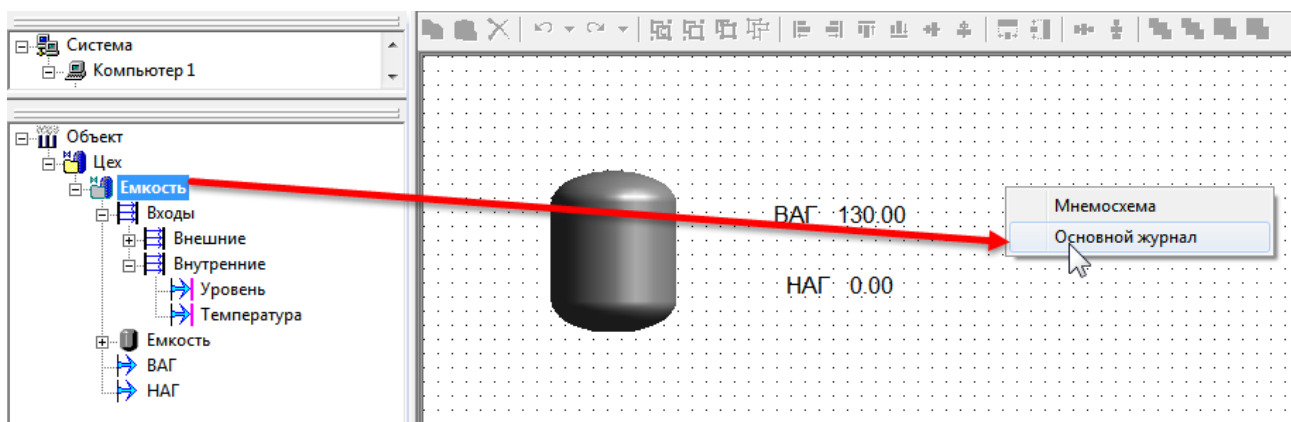 Система
Компьютер 1
Объект
Цех
Емкость
Входы
Внешние
Внутренние
Уровень
Температура
Емкость
ВАГ
НАГ
ВАГ 130.00
НАГ 0.00
Мнемосхема
Основной журнал